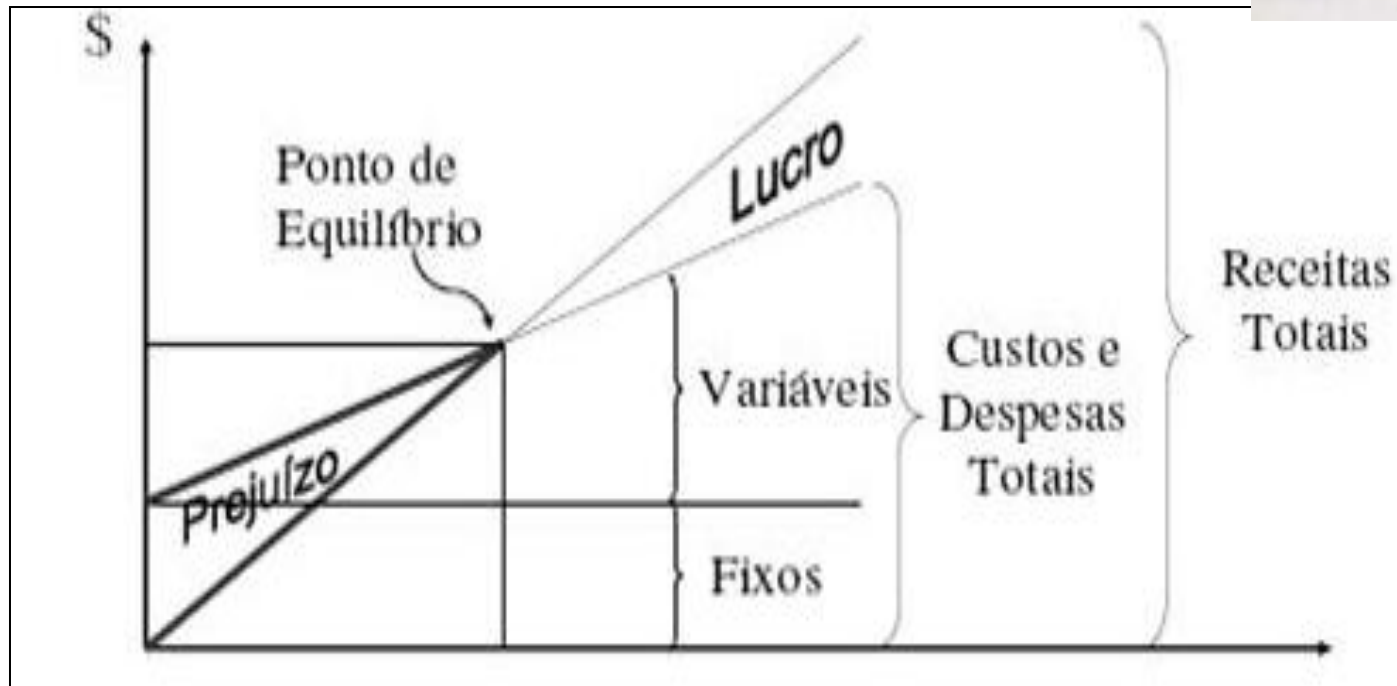 $
Ponto de
Equilíbrio
Lucro
Prejuízo
Variáveis
Fixos
Custos e
Despesas
Totais
Receitas
Totais